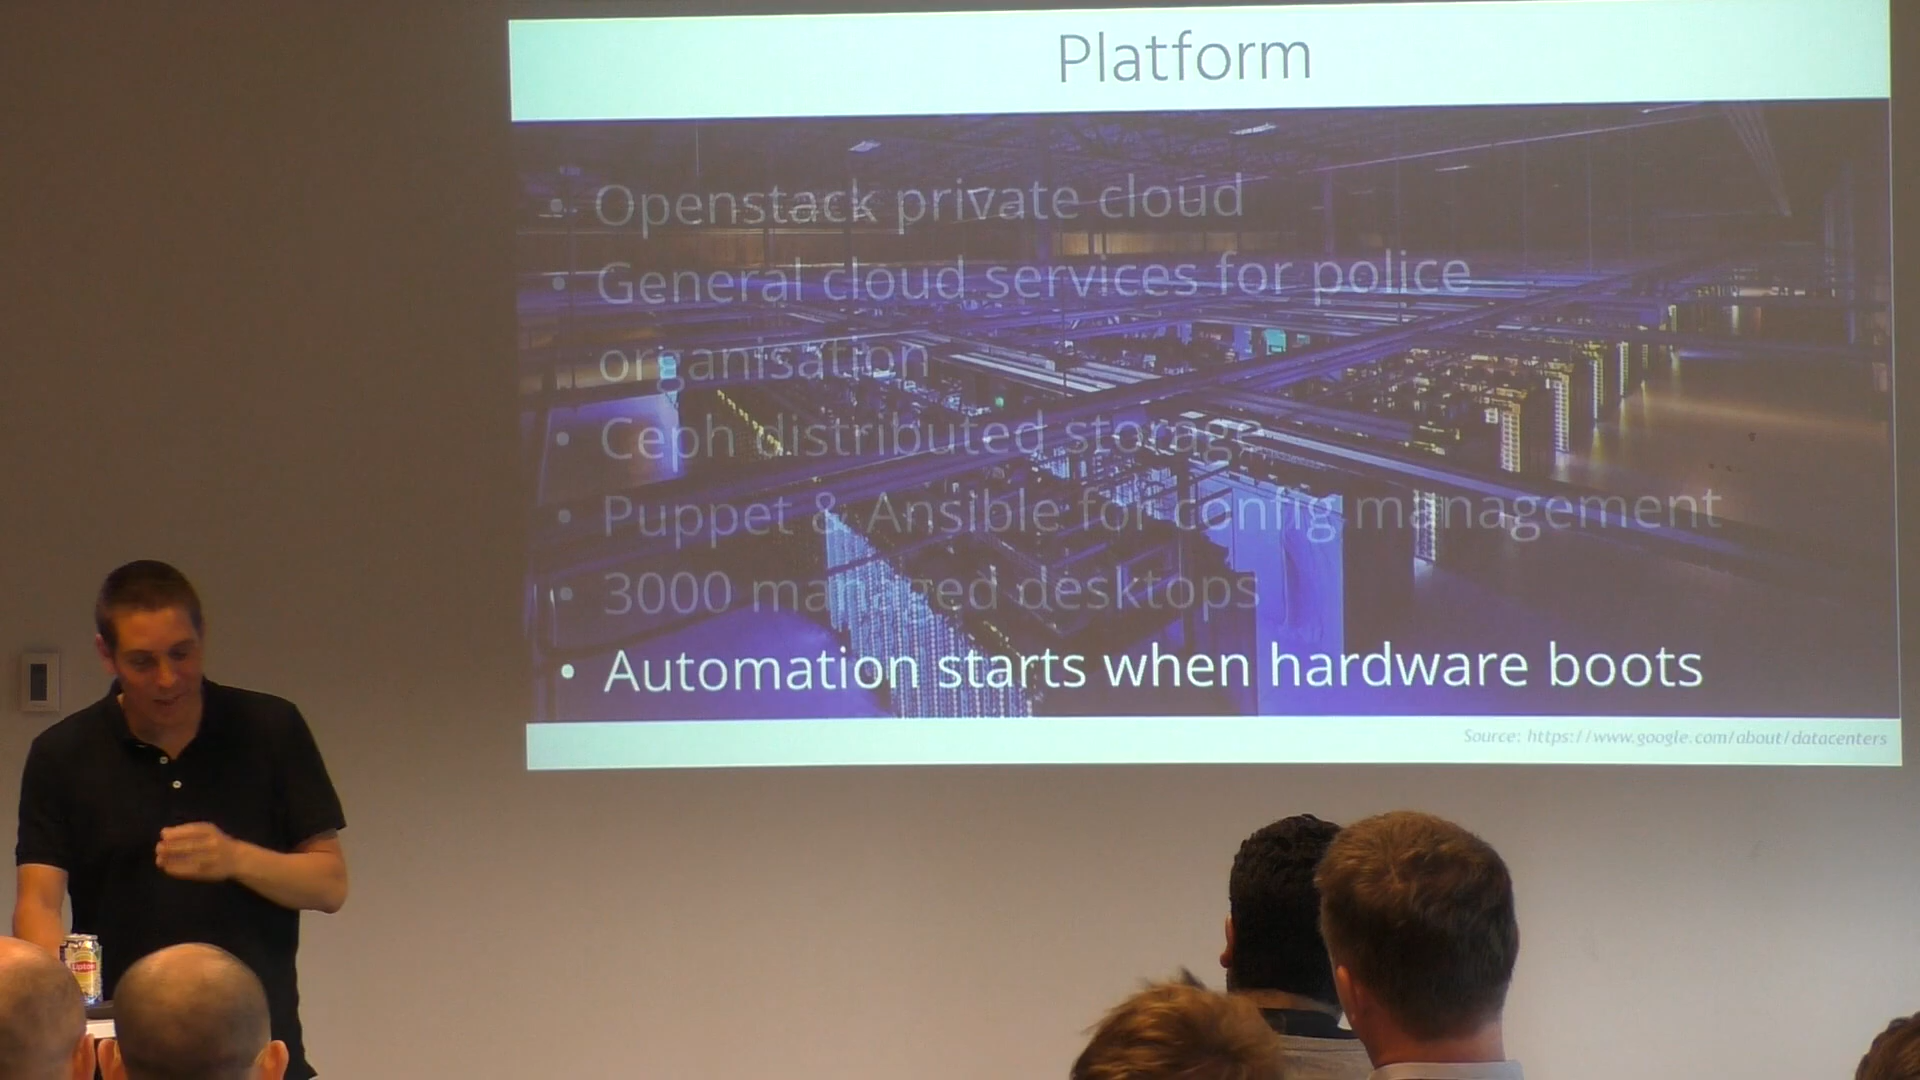 Platform
• Openstack private cloud
• General cloud services for police
organisation
• Ceph distributed storage
• Puppet & Ansible for config management
• 3000 managed desktops
• Automation starts when hardware boots
Source: https://www.google.com/about/datacenters
Lipton